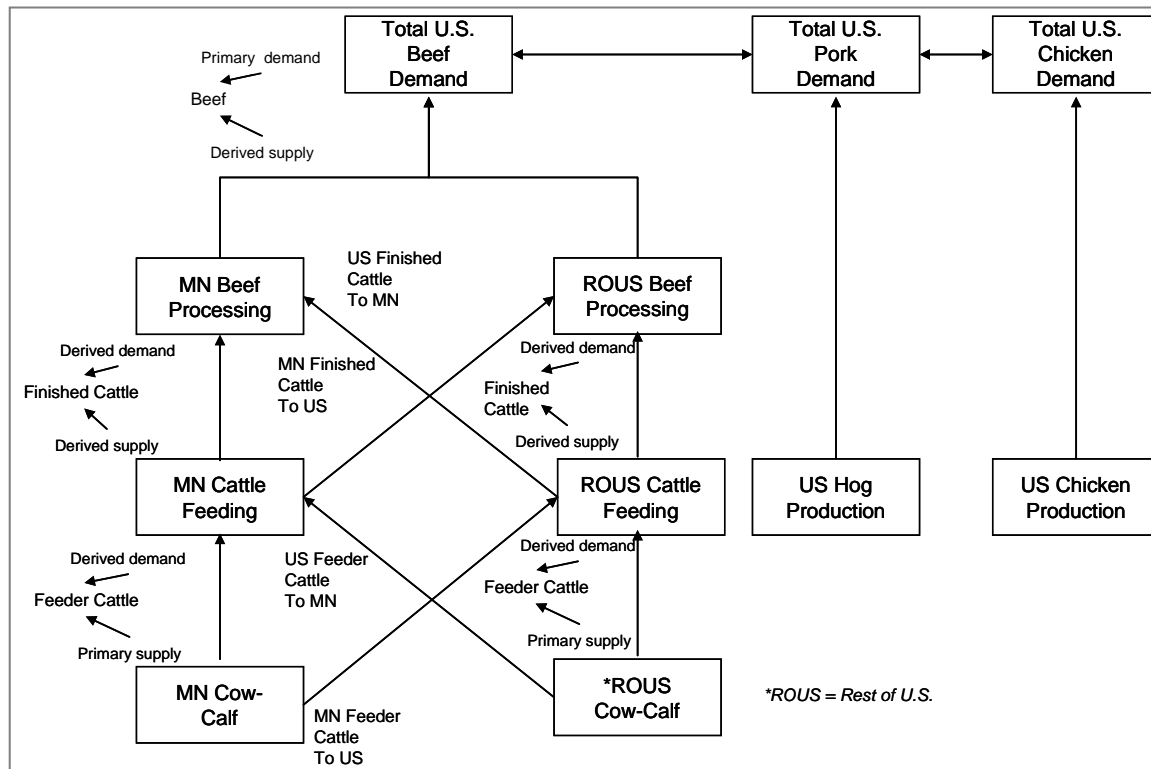 Total U.S.
Beef
Demand
Total U.S.
Pork
Demand
Total U.S.
Chicken
Demand
Primary demand
Beef
Derived supply
US Finished
Cattle
To MN
MN Beef
Processing
ROUS Beef
Processing
Derived demand
Finished Cattle
Derived supply
MN Finished
Cattle
To US
Derived demand
Finished
Cattle
Derived supply
MN Cattle
Feeding
ROUS Cattle
Feeding
US Hog
Production
US Chicken
Production
Derived demand
Feeder Cattle
Primary supply
US Feeder
Cattle
To MN
Derived demand
Feeder Cattle
Primary supply
MN Cow-
Calf
MN Feeder
Cattle
To US
*ROUS
Cow-Calf
*ROUS = Rest of U.S.